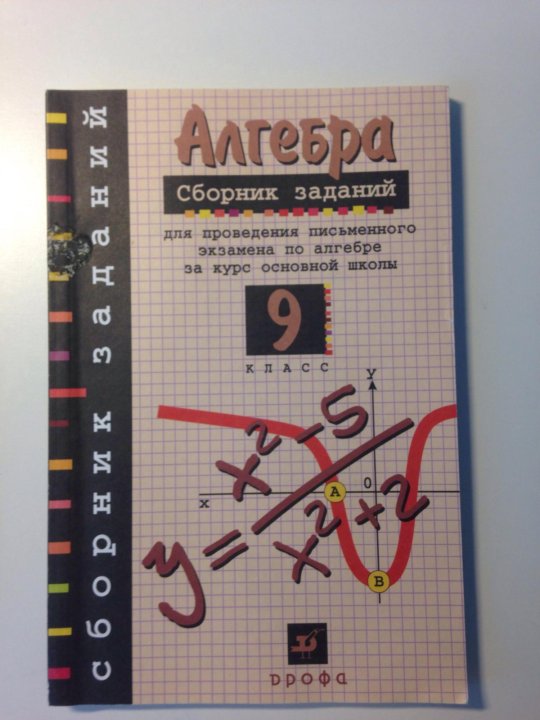 сборник заданий
Алгебра
Сборник заданий
для проведения письменного
экзамена по алгебре
за курс основной школы
9
КЛАСС
y
y = x² - 5 / x² + 2
A
0
x
B
дрофа